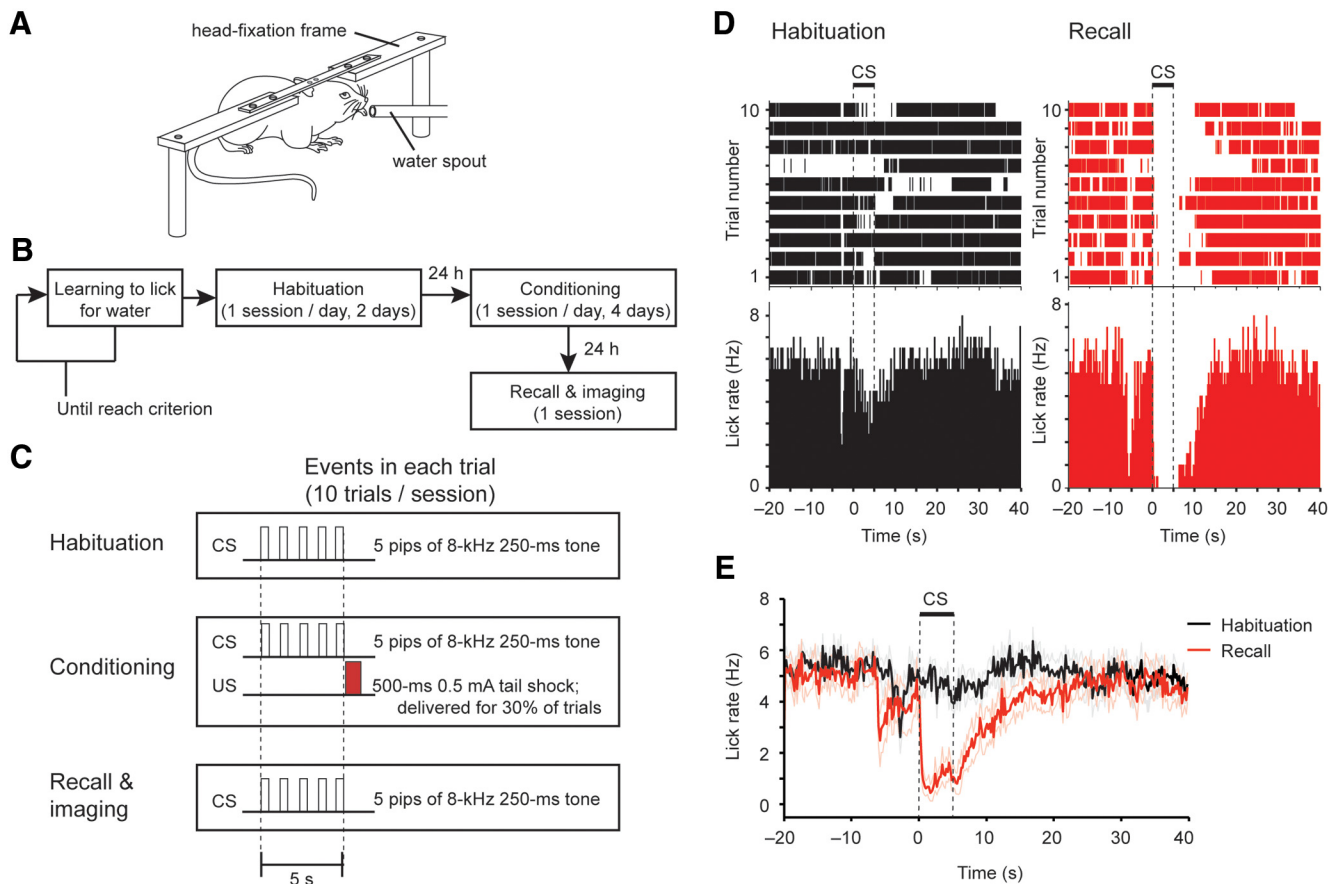 A
head-fixation frame
water spout
B
Learning to lick
for water
Until reach criterion
Habituation
(1 session / day, 2 days)
24 h
Conditioning
(1 session / day, 4 days)
24 h
Recall & imaging
(1 session)
C
Events in each trial
(10 trials / session)
Habituation
CS
5 pips of 8-kHz 250-ms tone
Conditioning
CS
5 pips of 8-kHz 250-ms tone
US
500-ms 0.5 mA tail shock;
delivered for 30% of trials
Recall &
imaging
CS
5 pips of 8-kHz 250-ms tone
5 s
D
Habituation
CS
10
Trial number
1
8
Lick rate (Hz)
0
−20 −10 0 10 20 30 40
Time (s)
Recall
CS
10
Trial number
1
8
Lick rate (Hz)
0
−20 −10 0 10 20 30 40
Time (s)
E
CS
Habituation
Recall
8
6
4
2
0
Lick rate (Hz)
−20 −10 0 10 20 30 40
Time (s)